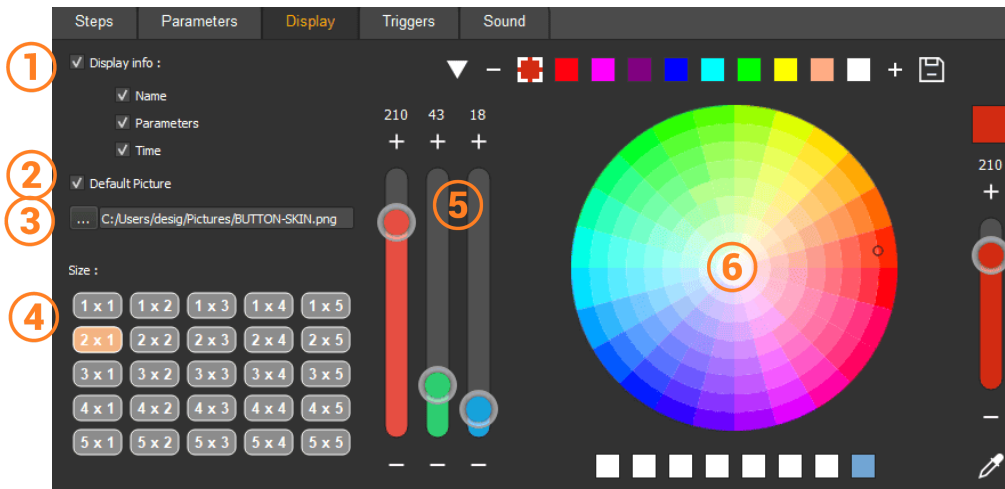 Steps Parameters Display Triggers Sound
1 Display info :
Name
Parameters
Time
2 Default Picture
3 ... C:/Users/desig/Pictures/BUTTON-SKIN.png
Size :
4
1 x 1 1 x 2 1 x 3 1 x 4 1 x 5
2 x 1 2 x 2 2 x 3 2 x 4 2 x 5
3 x 1 3 x 2 3 x 3 3 x 4 3 x 5
4 x 1 4 x 2 4 x 3 4 x 4 4 x 5
5 x 1 5 x 2 5 x 3 5 x 4 5 x 5
210 43 18
+ + +
5
− − −
− +
6
210
+
−